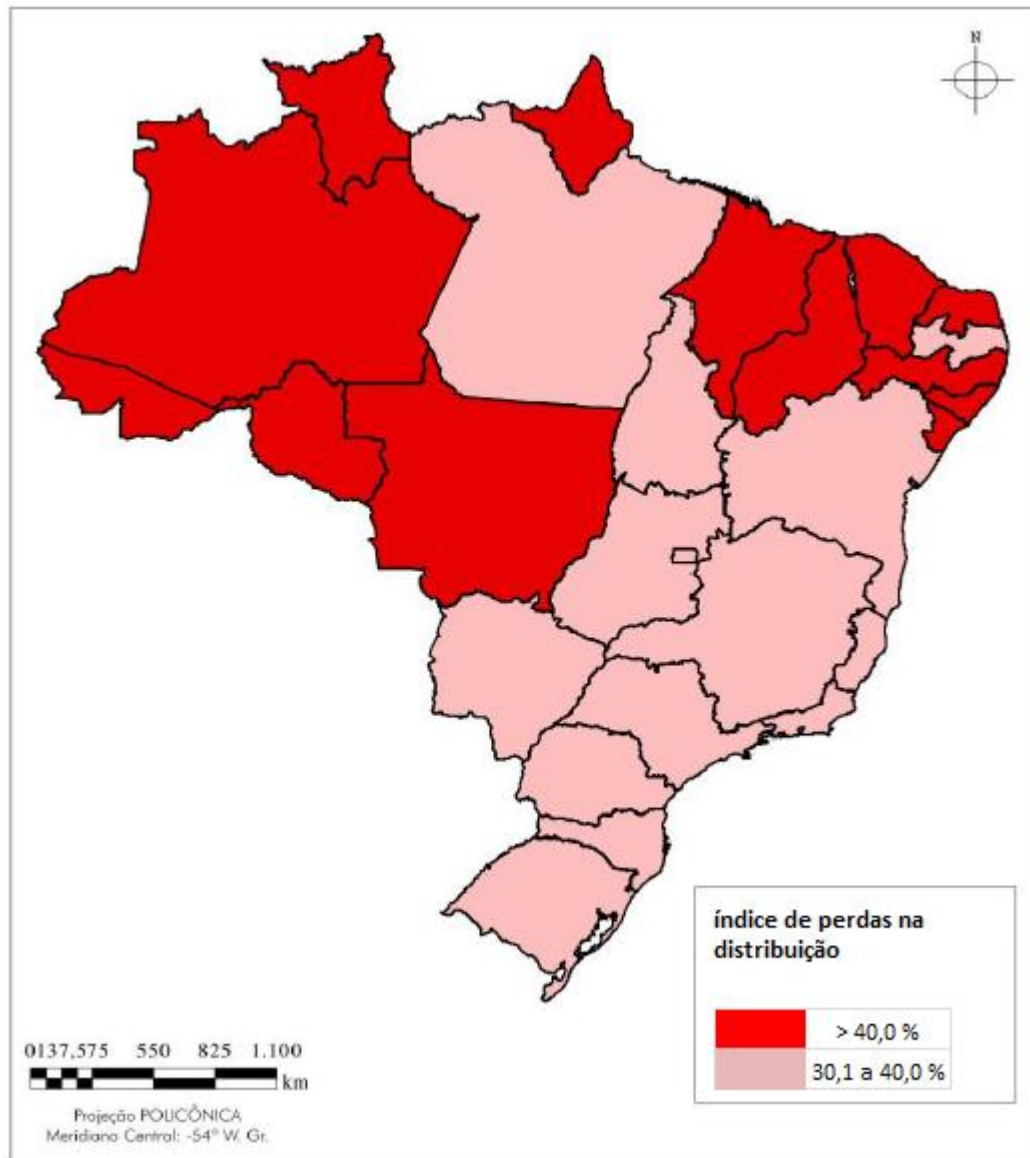 N
índice de perdas na
distribuição
> 40,0 %
30,1 a 40,0 %
0137,575 550 825 1.100
km
Projeção POLICÔNICA
Meridiano Central: -54º W. Gr.